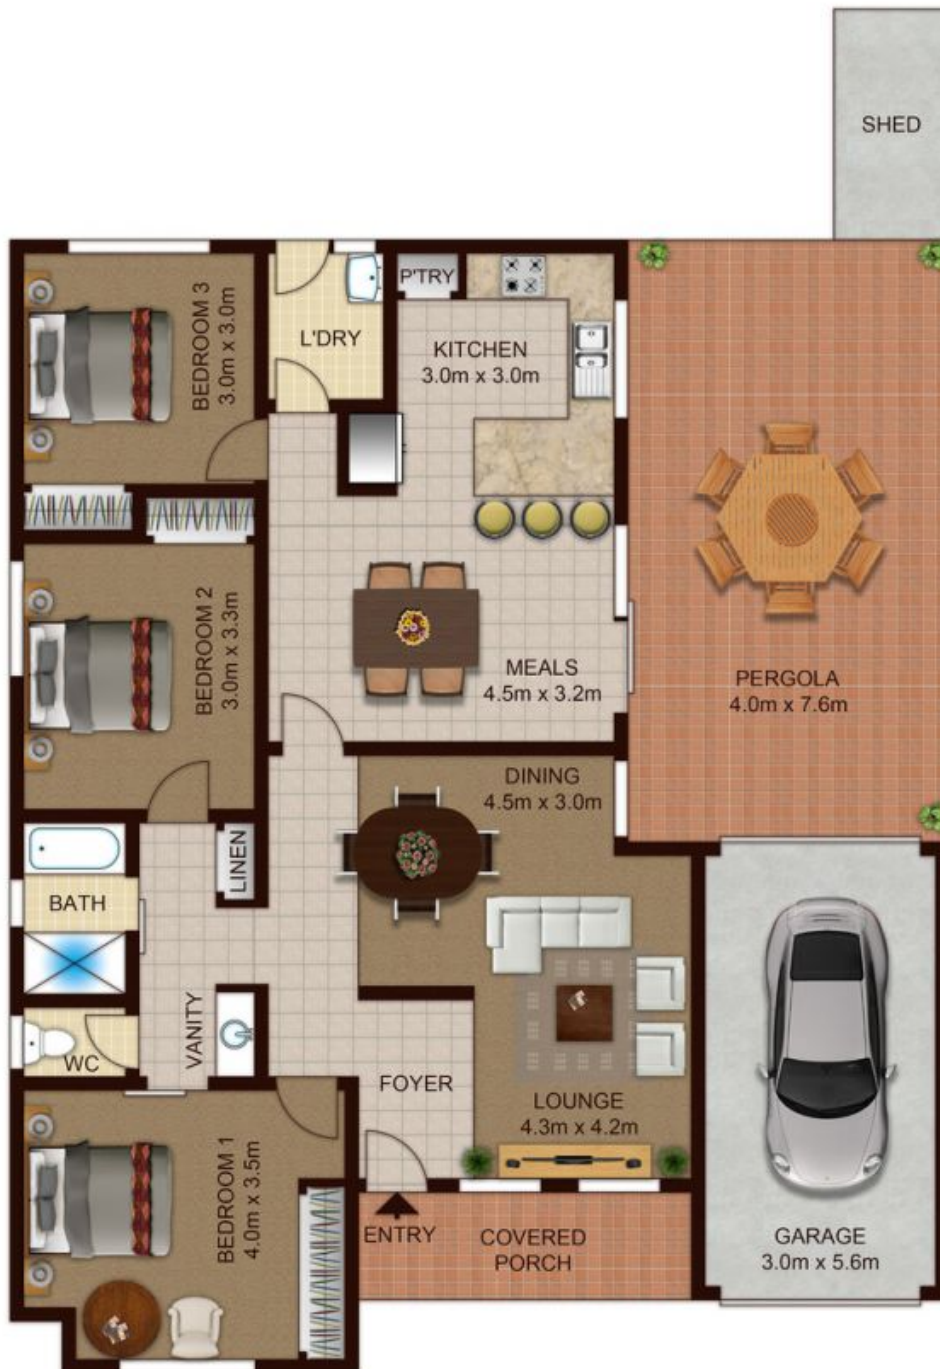 SHED
P'TRY
L'DRY
KITCHEN
3.0m x 3.0m
BEDROOM 3
3.0m x 3.0m
BEDROOM 2
3.0m x 3.3m
MEALS
4.5m x 3.2m
PERGOLA
4.0m x 7.6m
DINING
4.5m x 3.0m
LINEN
BATH
VANITY
WC
FOYER
LOUNGE
4.3m x 4.2m
BEDROOM 1
4.0m x 3.5m
ENTRY
COVERED
PORCH
GARAGE
3.0m x 5.6m